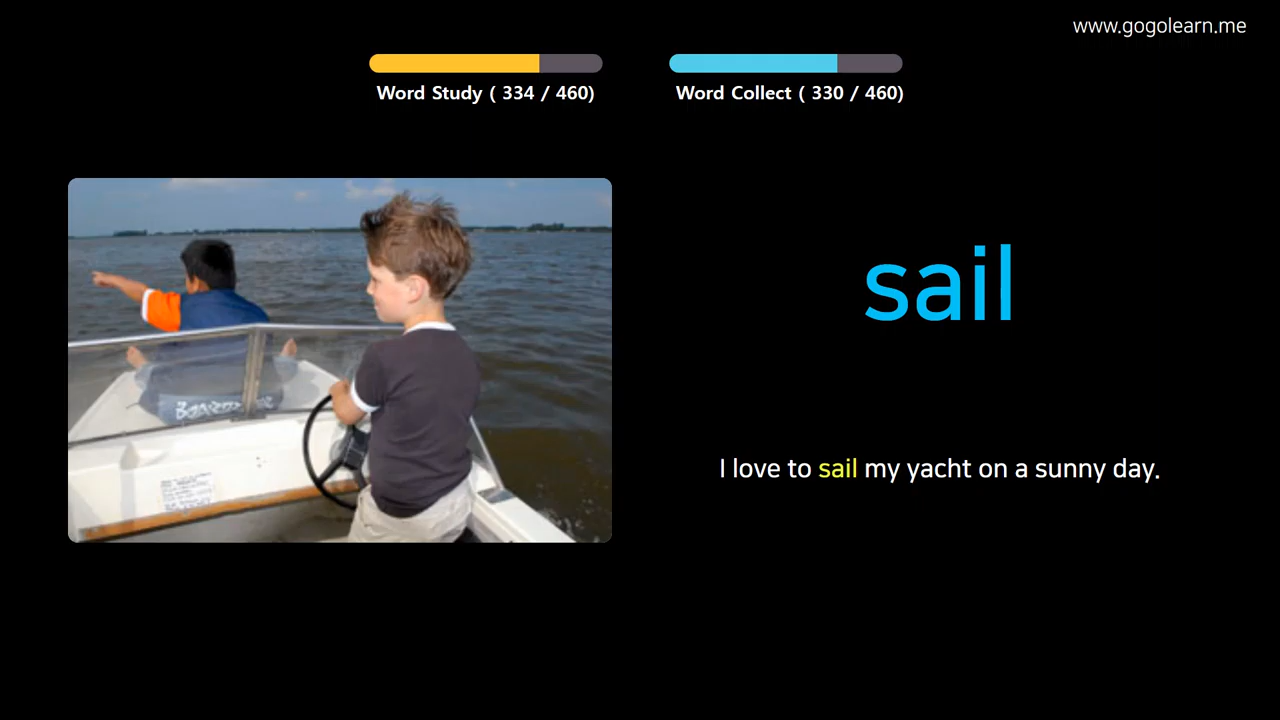 www.gogolearn.me
Word Study ( 334 / 460)
Word Collect ( 330 / 460)
sail
I love to sail my yacht on a sunny day.